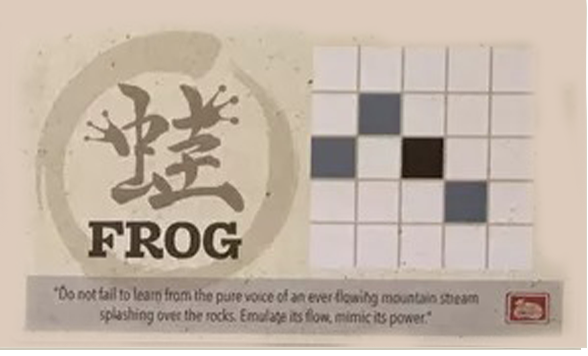 蛙
FROG
"Do not fail to learn from the pure voice of an ever-flowing mountain stream
splashing over the rocks. Emulate its flow, mimic its power."